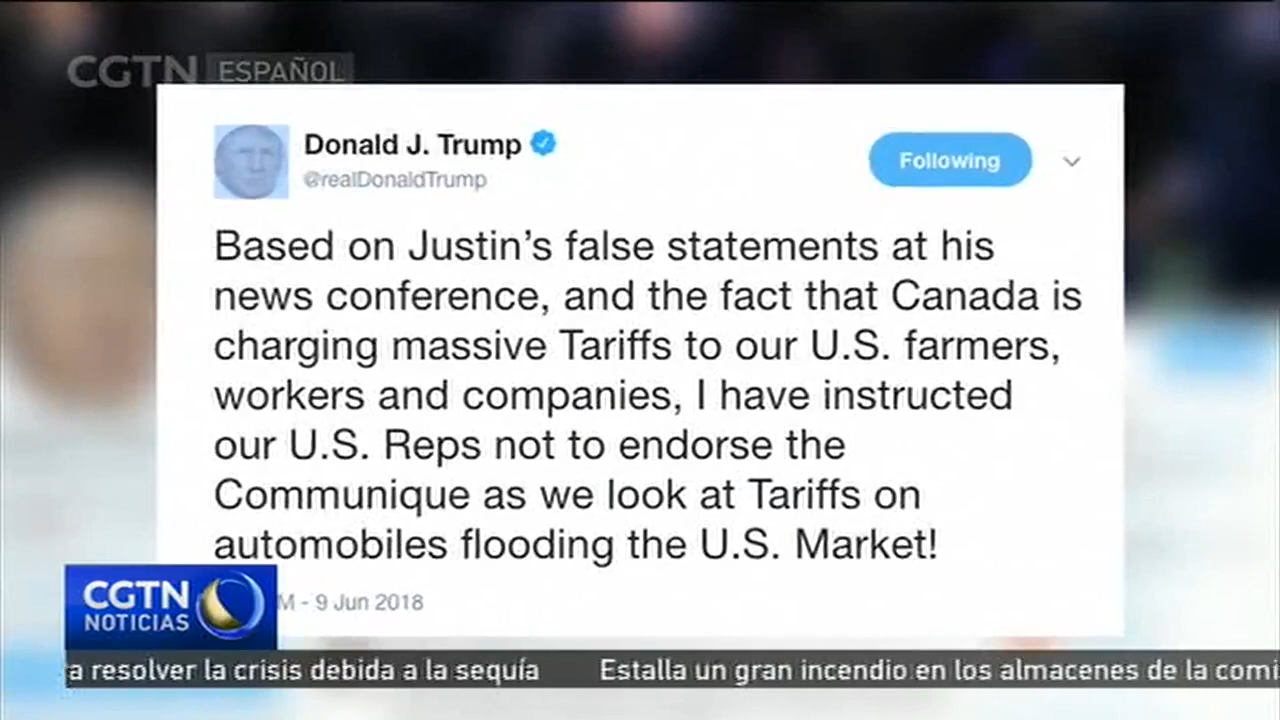 CGTN ESPAÑOL
Donald J. Trump
@realDonaldTrump
Following
Based on Justin’s false statements at his
news conference, and the fact that Canada is
charging massive Tariffs to our U.S. farmers,
workers and companies, I have instructed
our U.S. Reps not to endorse the
Communique as we look at Tariffs on
automobiles flooding the U.S. Market!
M - 9 Jun 2018
CGTN
NOTICIAS
a resolver la crisis debida a la sequía Estalla un gran incendio en los almacenes de la